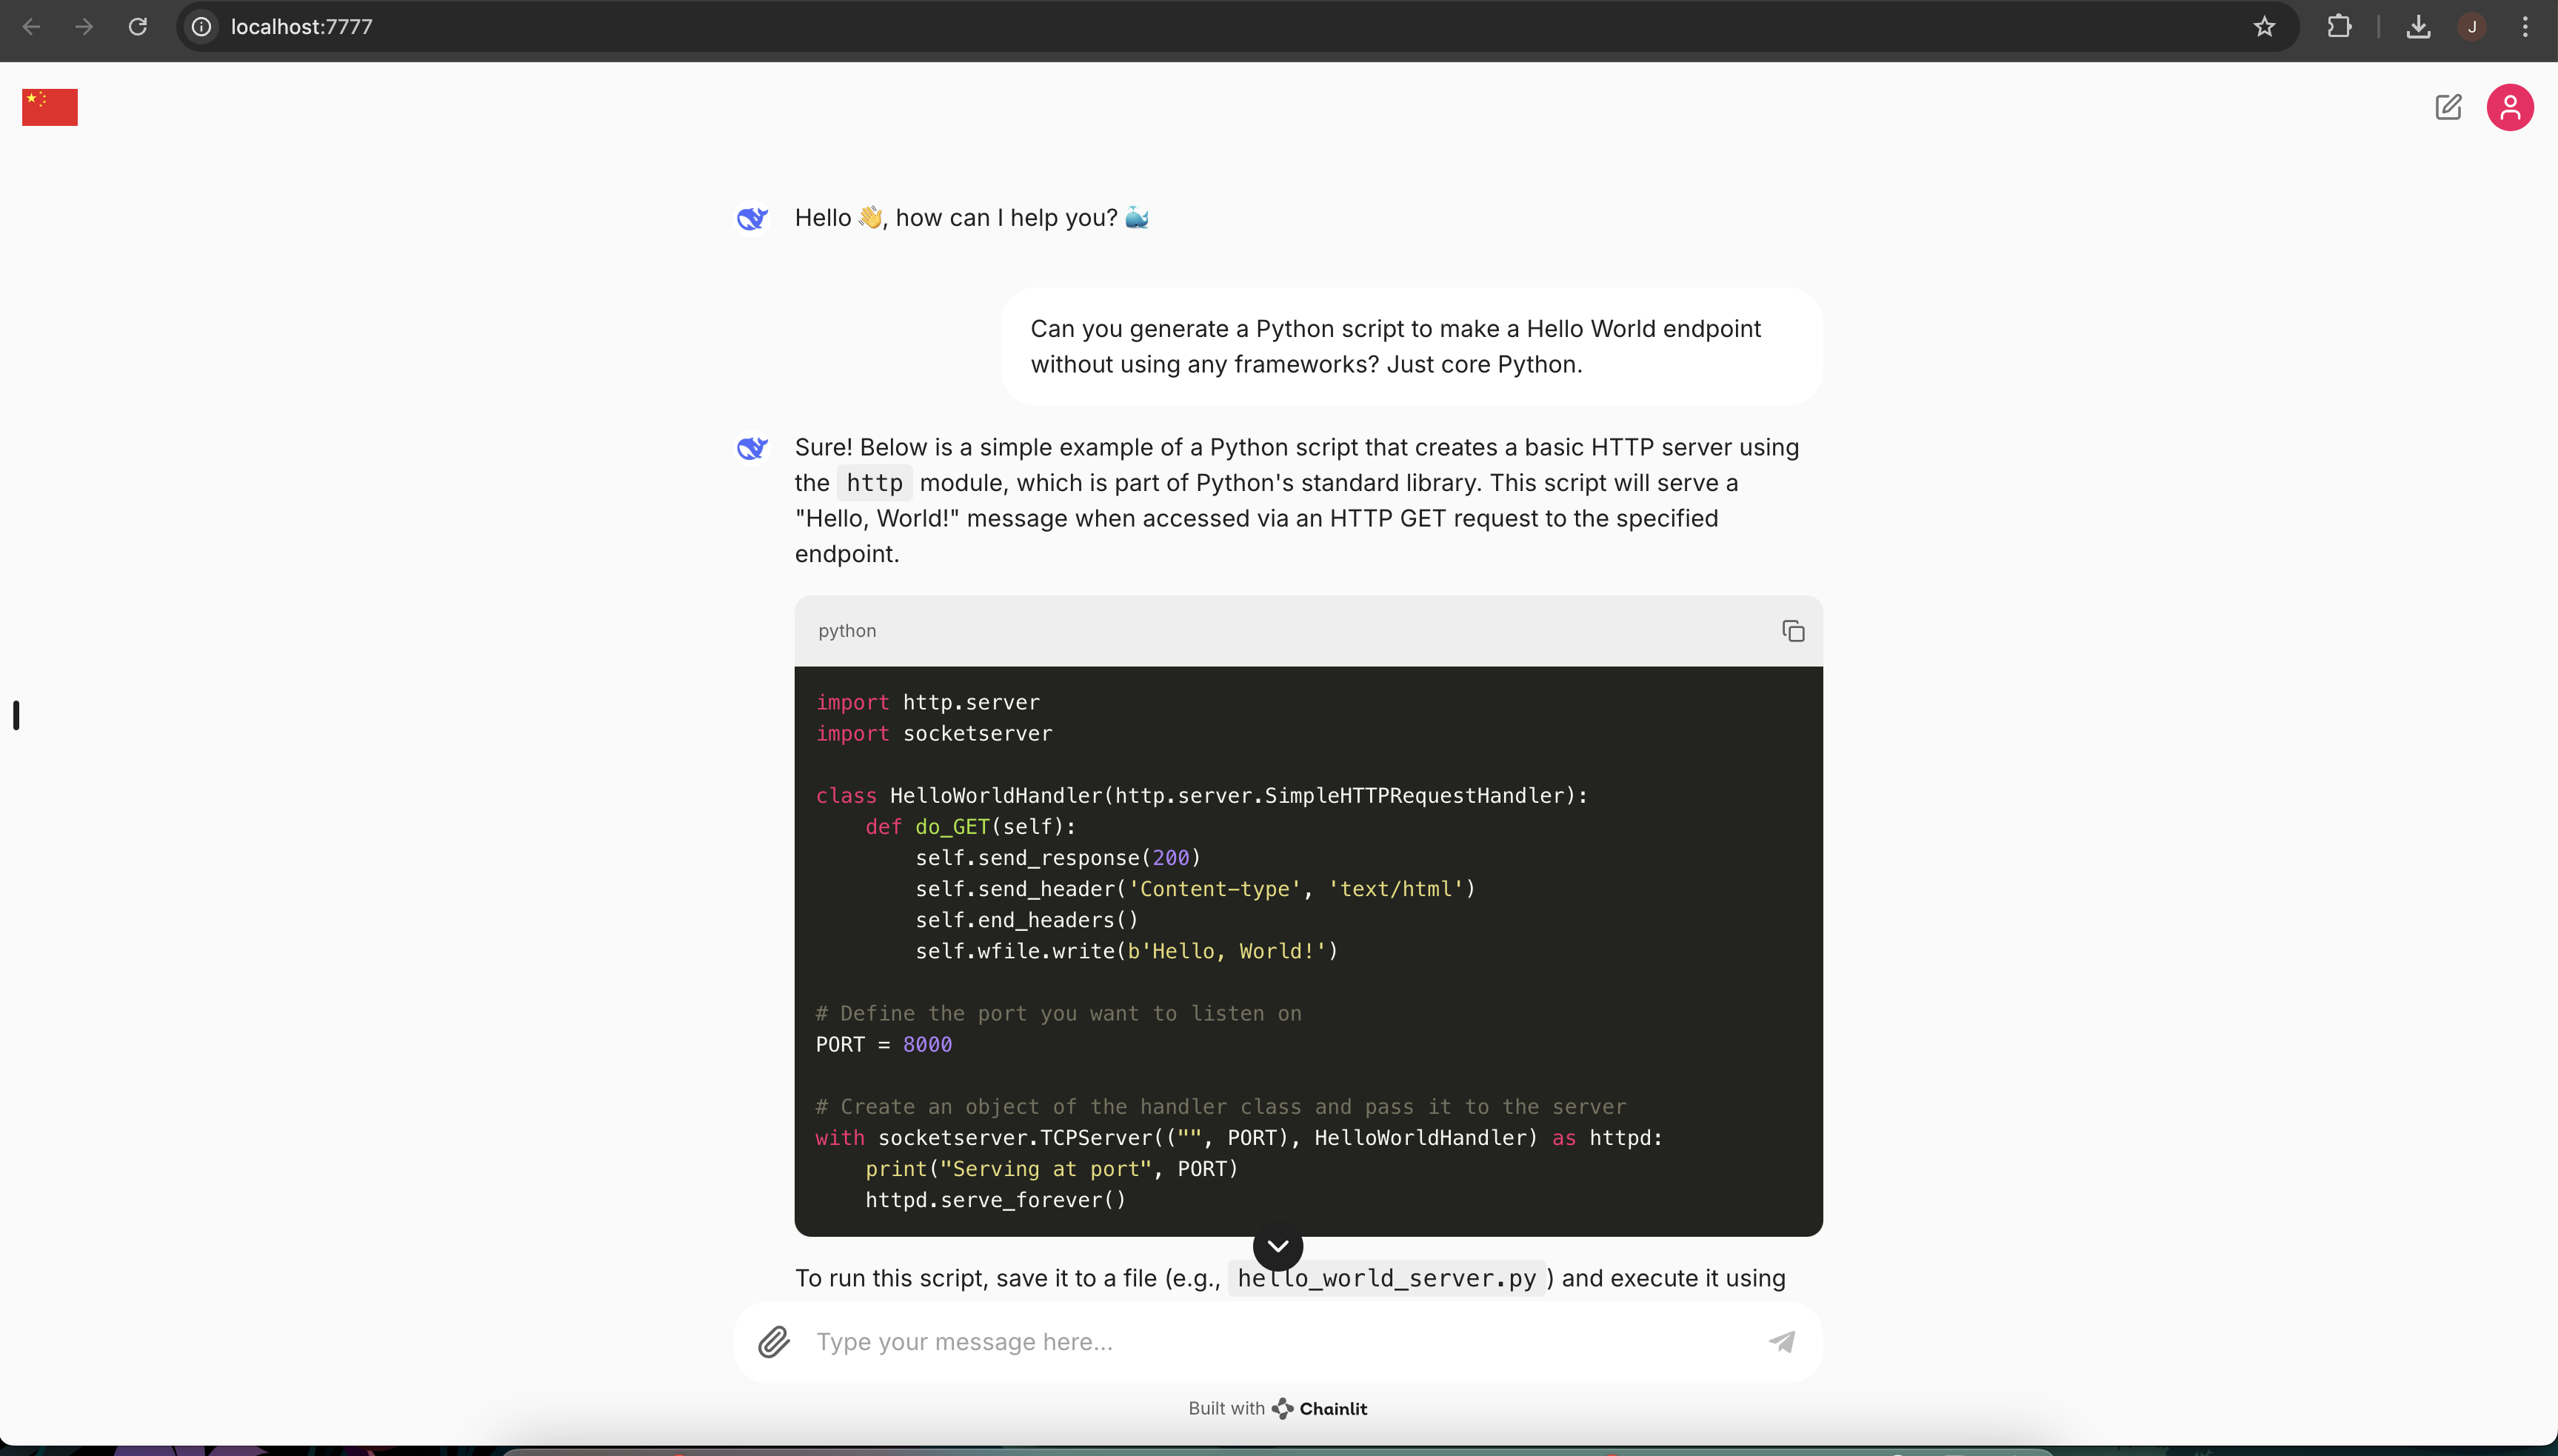 localhost:7777
J
Hello 👋, how can I help you? 🐳
Can you generate a Python script to make a Hello World endpoint
without using any frameworks? Just core Python.
Sure! Below is a simple example of a Python script that creates a basic HTTP server using
the http module, which is part of Python's standard library. This script will serve a
"Hello, World!" message when accessed via an HTTP GET request to the specified
endpoint.
python
import http.server
import socketserver

class HelloWorldHandler(http.server.SimpleHTTPRequestHandler):
    def do_GET(self):
        self.send_response(200)
        self.send_header('Content-type', 'text/html')
        self.end_headers()
        self.wfile.write(b'Hello, World!')

# Define the port you want to listen on
PORT = 8000

# Create an object of the handler class and pass it to the server
with socketserver.TCPServer(("", PORT), HelloWorldHandler) as httpd:
    print("Serving at port", PORT)
    httpd.serve_forever()
To run this script, save it to a file (e.g., hello_world_server.py) and execute it using
Type your message here...
Built with Chainlit